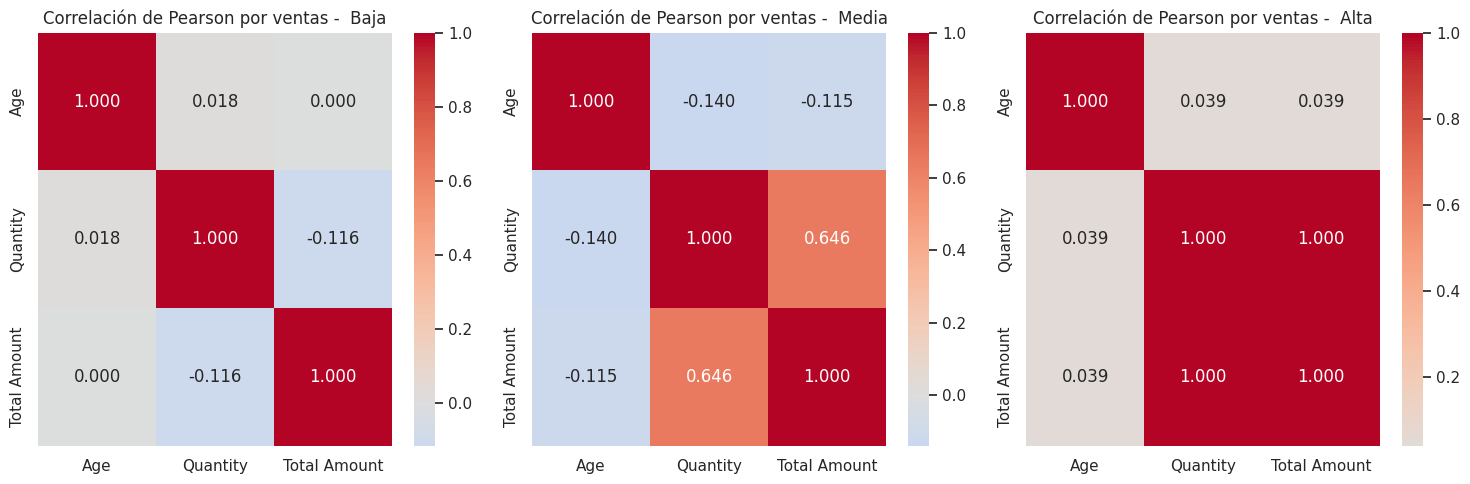 Correlación de Pearson por ventas -  Baja
Age
1.000 0.018 0.000
Quantity
0.018 1.000 -0.116
Total Amount
0.000 -0.116 1.000
Age Quantity Total Amount
1.0
0.8
0.6
0.4
0.2
0.0
Correlación de Pearson por ventas -  Media
Age
1.000 -0.140 -0.115
Quantity
-0.140 1.000 0.646
Total Amount
-0.115 0.646 1.000
Age Quantity Total Amount
1.0
0.8
0.6
0.4
0.2
0.0
Correlación de Pearson por ventas -  Alta
Age
1.000 0.039 0.039
Quantity
0.039 1.000 1.000
Total Amount
0.039 1.000 1.000
Age Quantity Total Amount
1.0
0.8
0.6
0.4
0.2